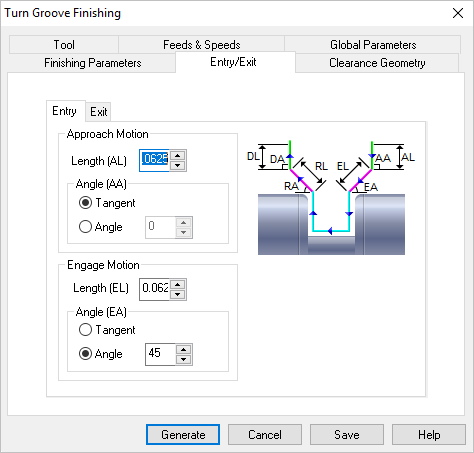 Turn Groove Finishing
Tool Feeds & Speeds Global Parameters
Finishing Parameters Entry/Exit Clearance Geometry
Entry Exit
Approach Motion
Length (AL) .0625
Angle (AA)
Tangent
Angle 0
Engage Motion
Length (EL) 0.062
Angle (EA)
Tangent
Angle 45
DL DA RL EL AA AL
RA EA
Generate Cancel Save Help